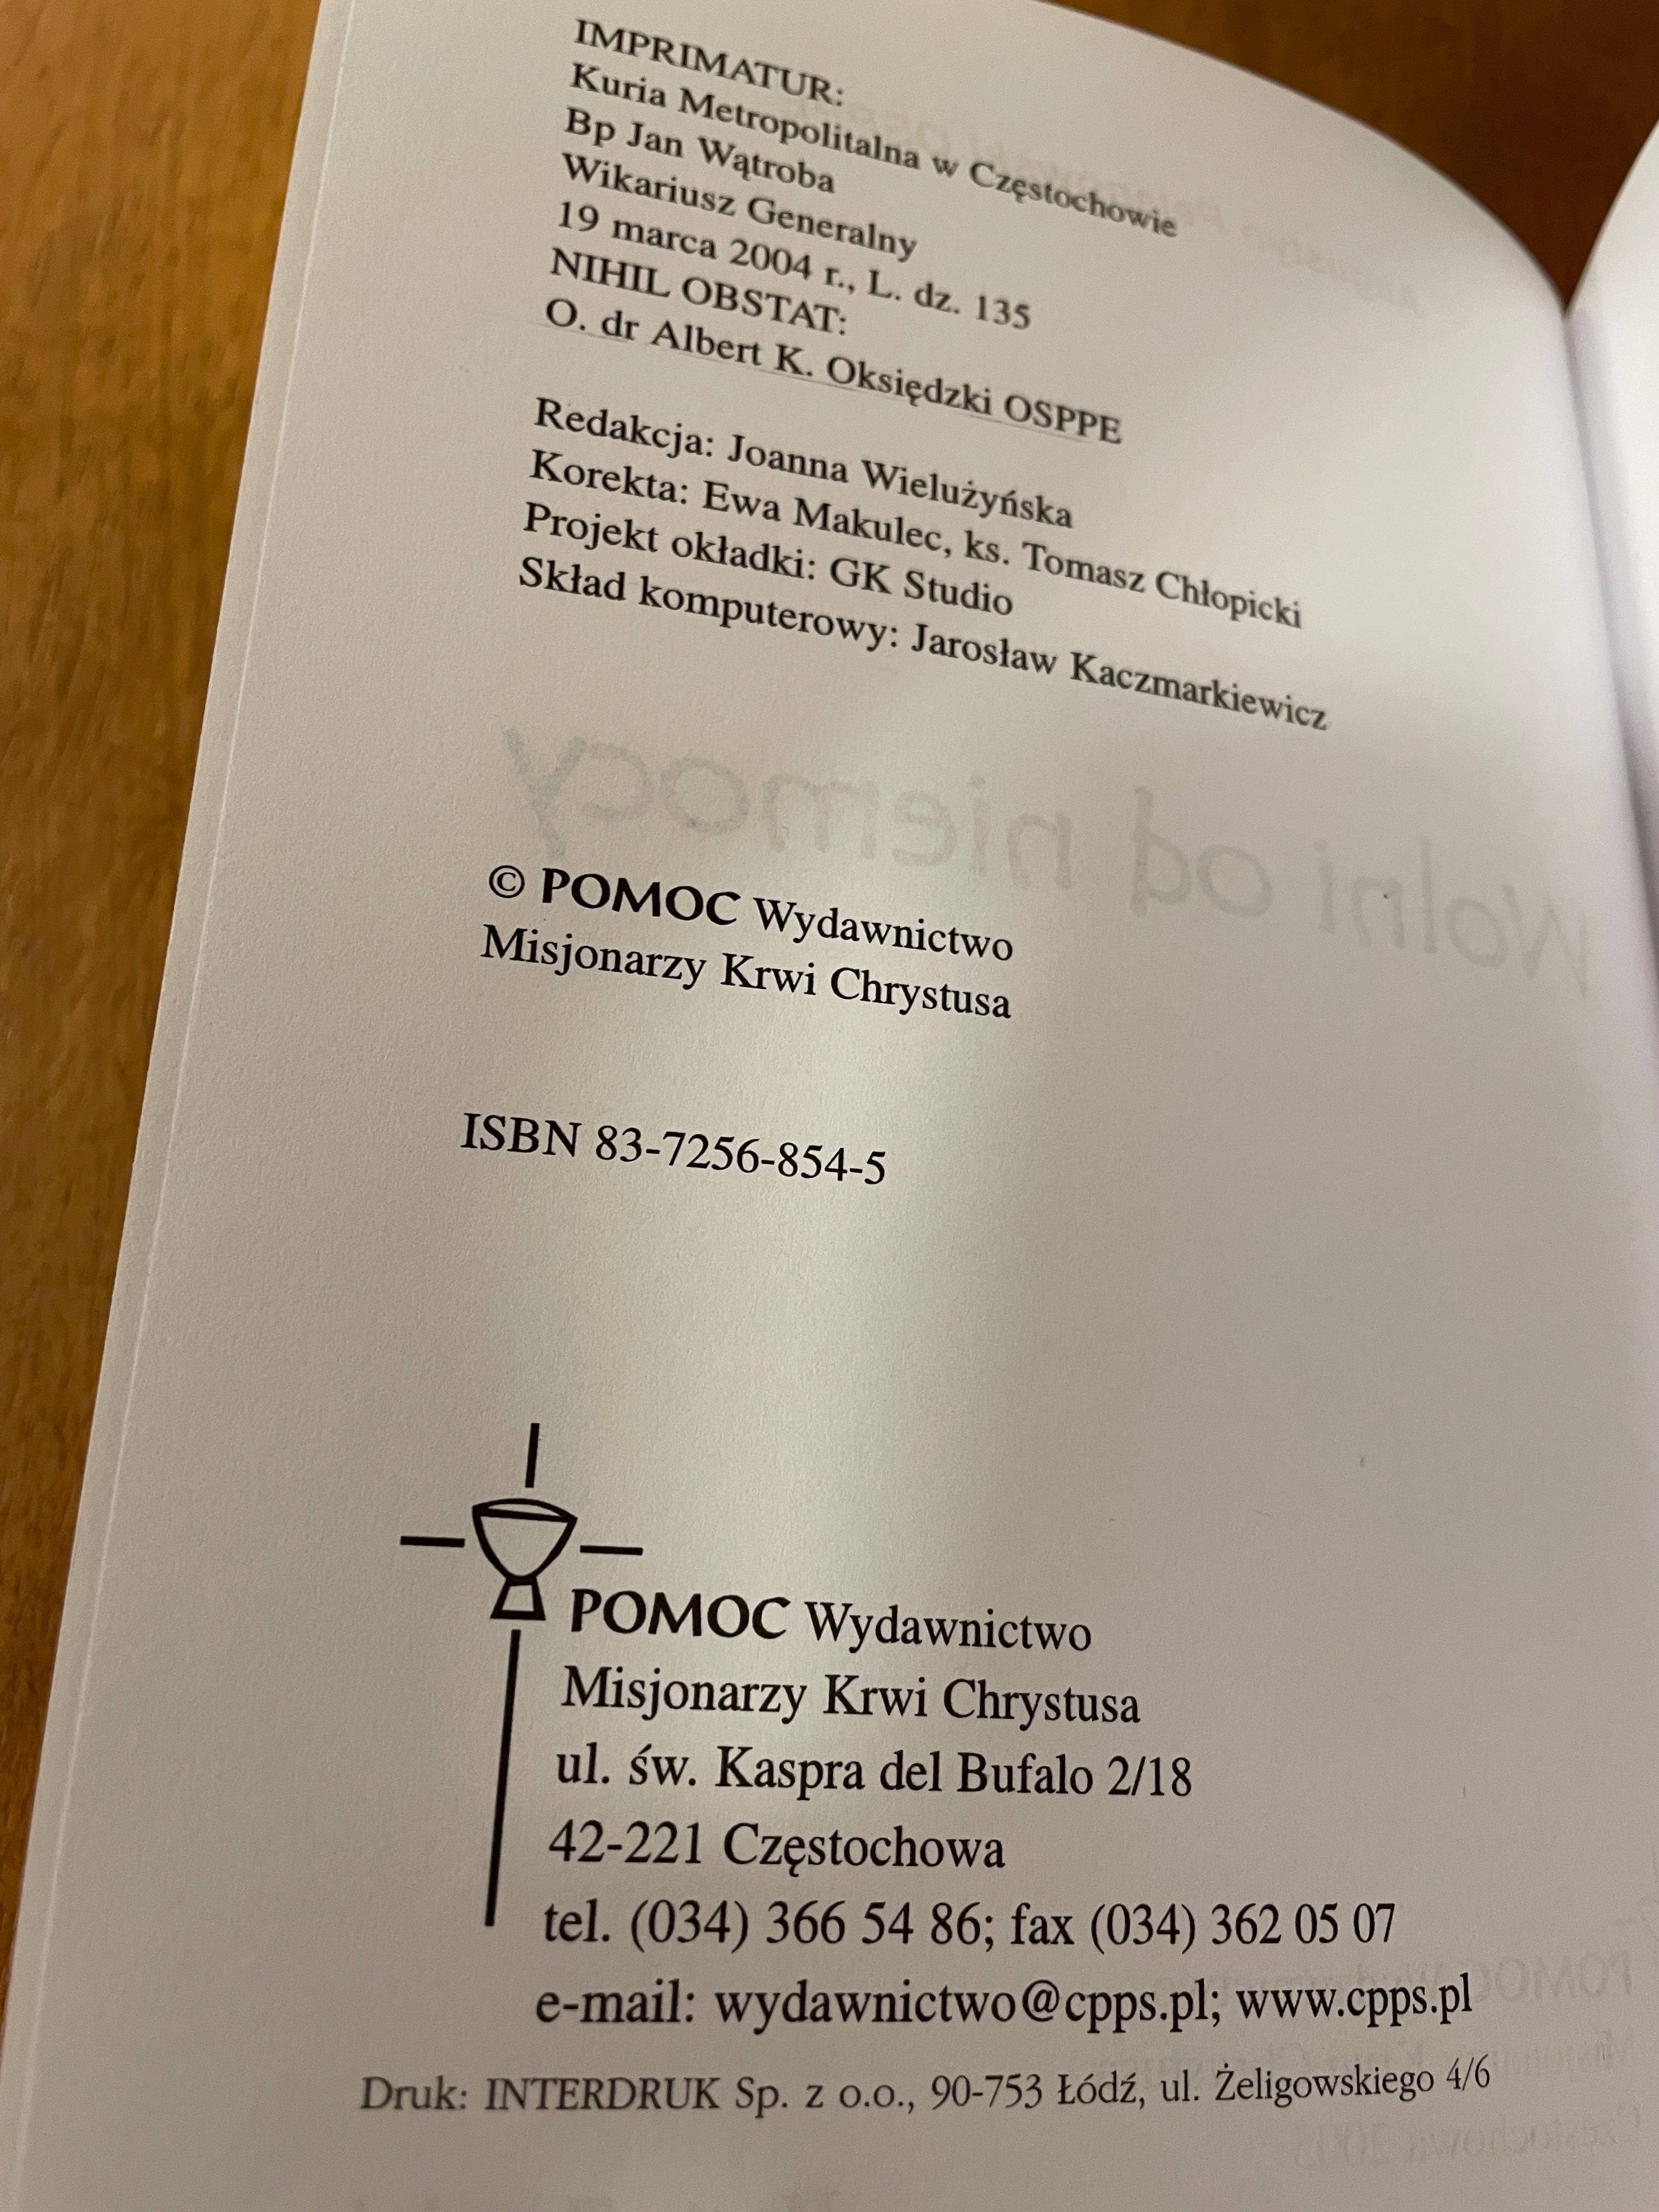 IMPRIMATUR:
Kuria Metropolitalna w Częstochowie
Bp Jan Wątroba
Wikariusz Generalny
19 marca 2004 r., L. dz. 135
NIHIL OBSTAT:
O. dr Albert K. Oksiędzki OSPPE
Redakcja: Joanna Wielużyńska
Korekta: Ewa Makulec, ks. Tomasz Chłopicki
Projekt okładki: GK Studio
Skład komputerowy: Jarosław Kaczmarkiewicz
Wolni od niemocy
© POMOC Wydawnictwo
Misjonarzy Krwi Chrystusa
ISBN 83-7256-854-5
POMOC Wydawnictwo
Misjonarzy Krwi Chrystusa
ul. św. Kaspra del Bufalo 2/18
42-221 Częstochowa
tel. (034) 366 54 86; fax (034) 362 05 07
e-mail: wydawnictwo@cpps.pl; www.cpps.pl
Druk: INTERDRUK Sp. z o.o., 90-753 Łódź, ul. Żeligowskiego 4/6